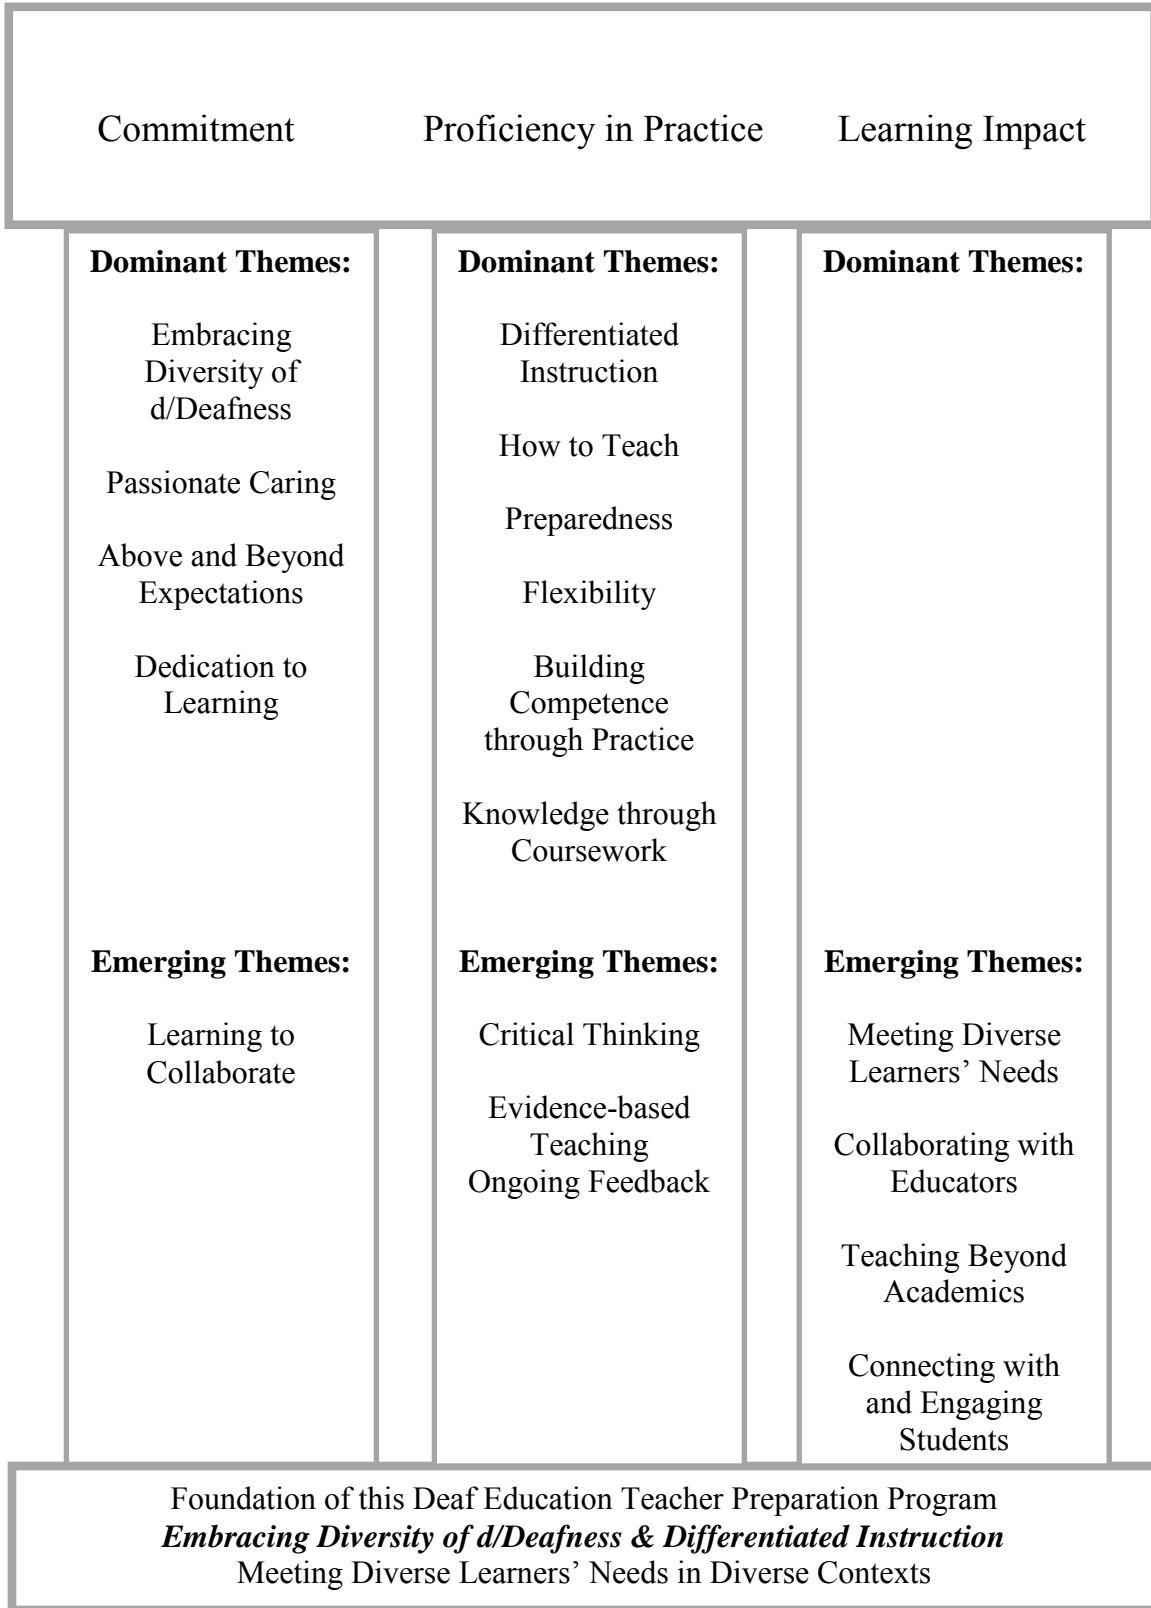 Commitment Proficiency in Practice Learning Impact
Dominant Themes:
Embracing
Diversity of
d/Deafness
Passionate Caring
Above and Beyond
Expectations
Dedication to
Learning
Emerging Themes:
Learning to
Collaborate
Dominant Themes:
Differentiated
Instruction
How to Teach
Preparedness
Flexibility
Building
Competence
through Practice
Knowledge through
Coursework
Emerging Themes:
Critical Thinking
Evidence-based
Teaching
Ongoing Feedback
Dominant Themes:
Emerging Themes:
Meeting Diverse
Learners’ Needs
Collaborating with
Educators
Teaching Beyond
Academics
Connecting with
and Engaging
Students
Foundation of this Deaf Education Teacher Preparation Program
Embracing Diversity of d/Deafness & Differentiated Instruction
Meeting Diverse Learners’ Needs in Diverse Contexts